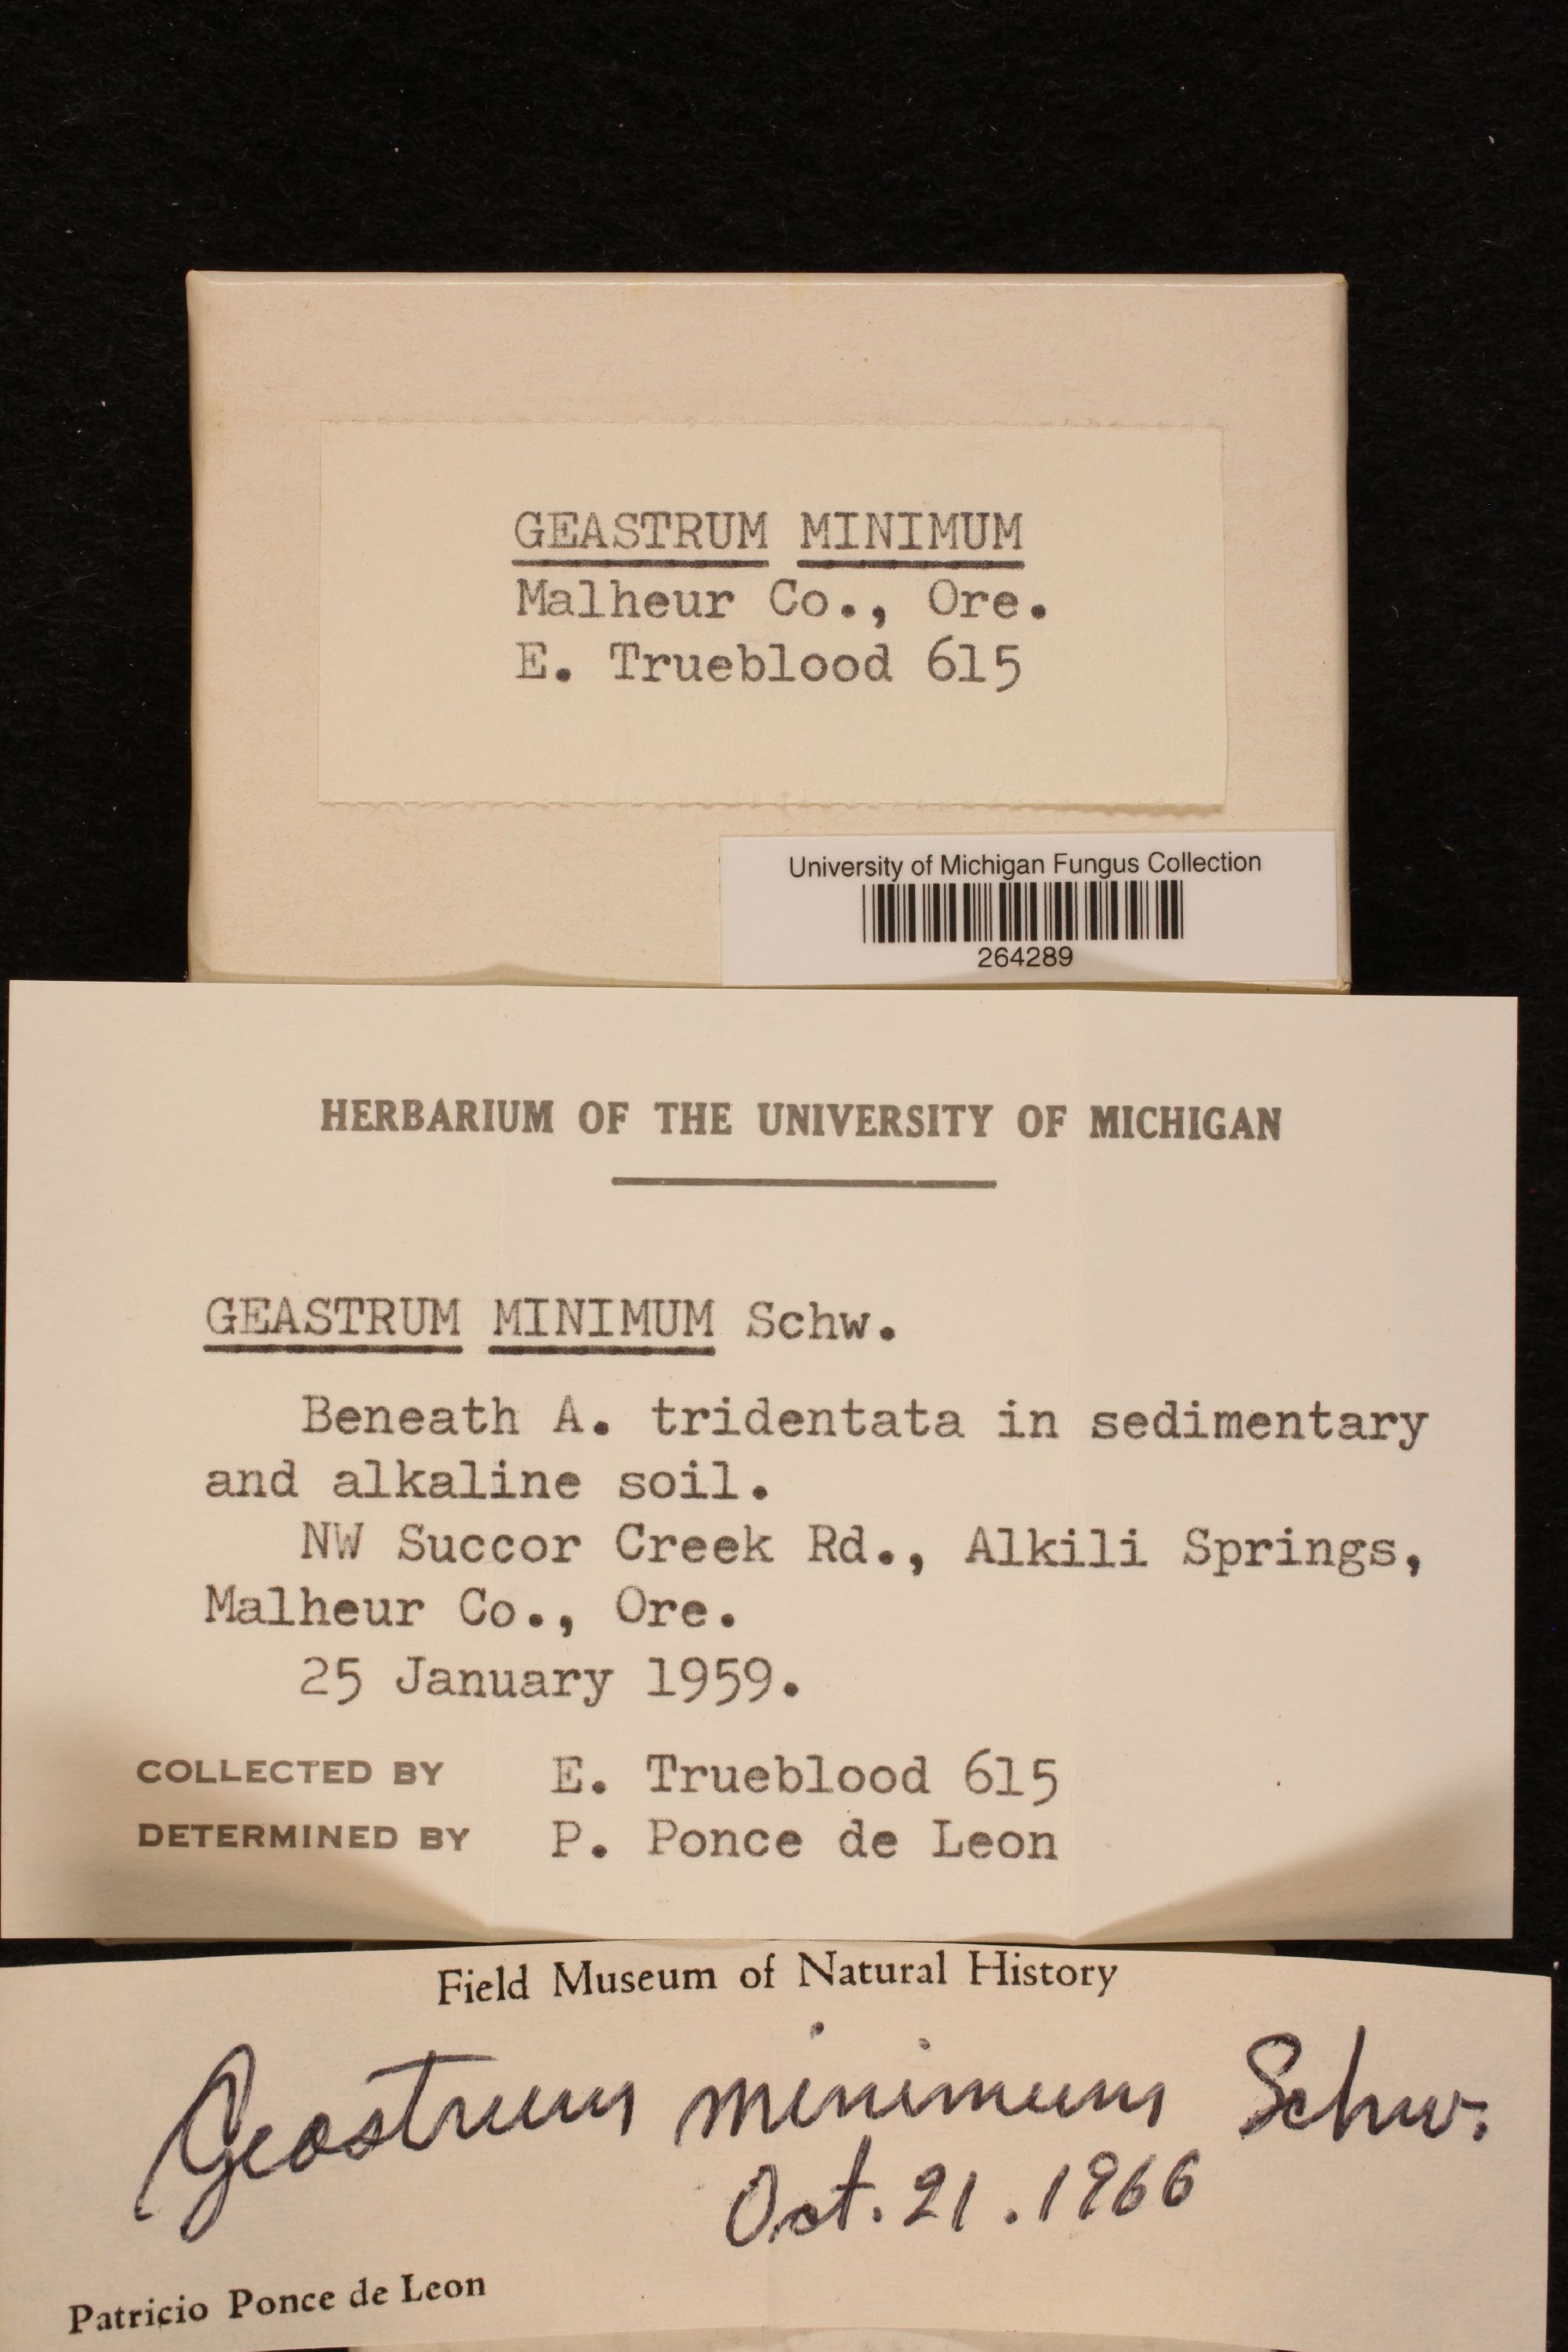 GEASTRUM MINIMUM
Malheur Co., Ore.
E. Trueblood 615
University of Michigan Fungus Collection
264289
HERBARIUM OF THE UNIVERSITY OF MICHIGAN
GEASTRUM MINIMUM Schw.
Beneath A. tridentata in sedimentary
and alkaline soil.
NW Succor Creek Rd., Alkili Springs,
Malheur Co., Ore.
25 January 1959.
COLLECTED BY E. Trueblood 615
DETERMINED BY P. Ponce de Leon
Field Museum of Natural History
Geastrum minimum Schw.
Oct. 21. 1966
Patricio Ponce de Leon